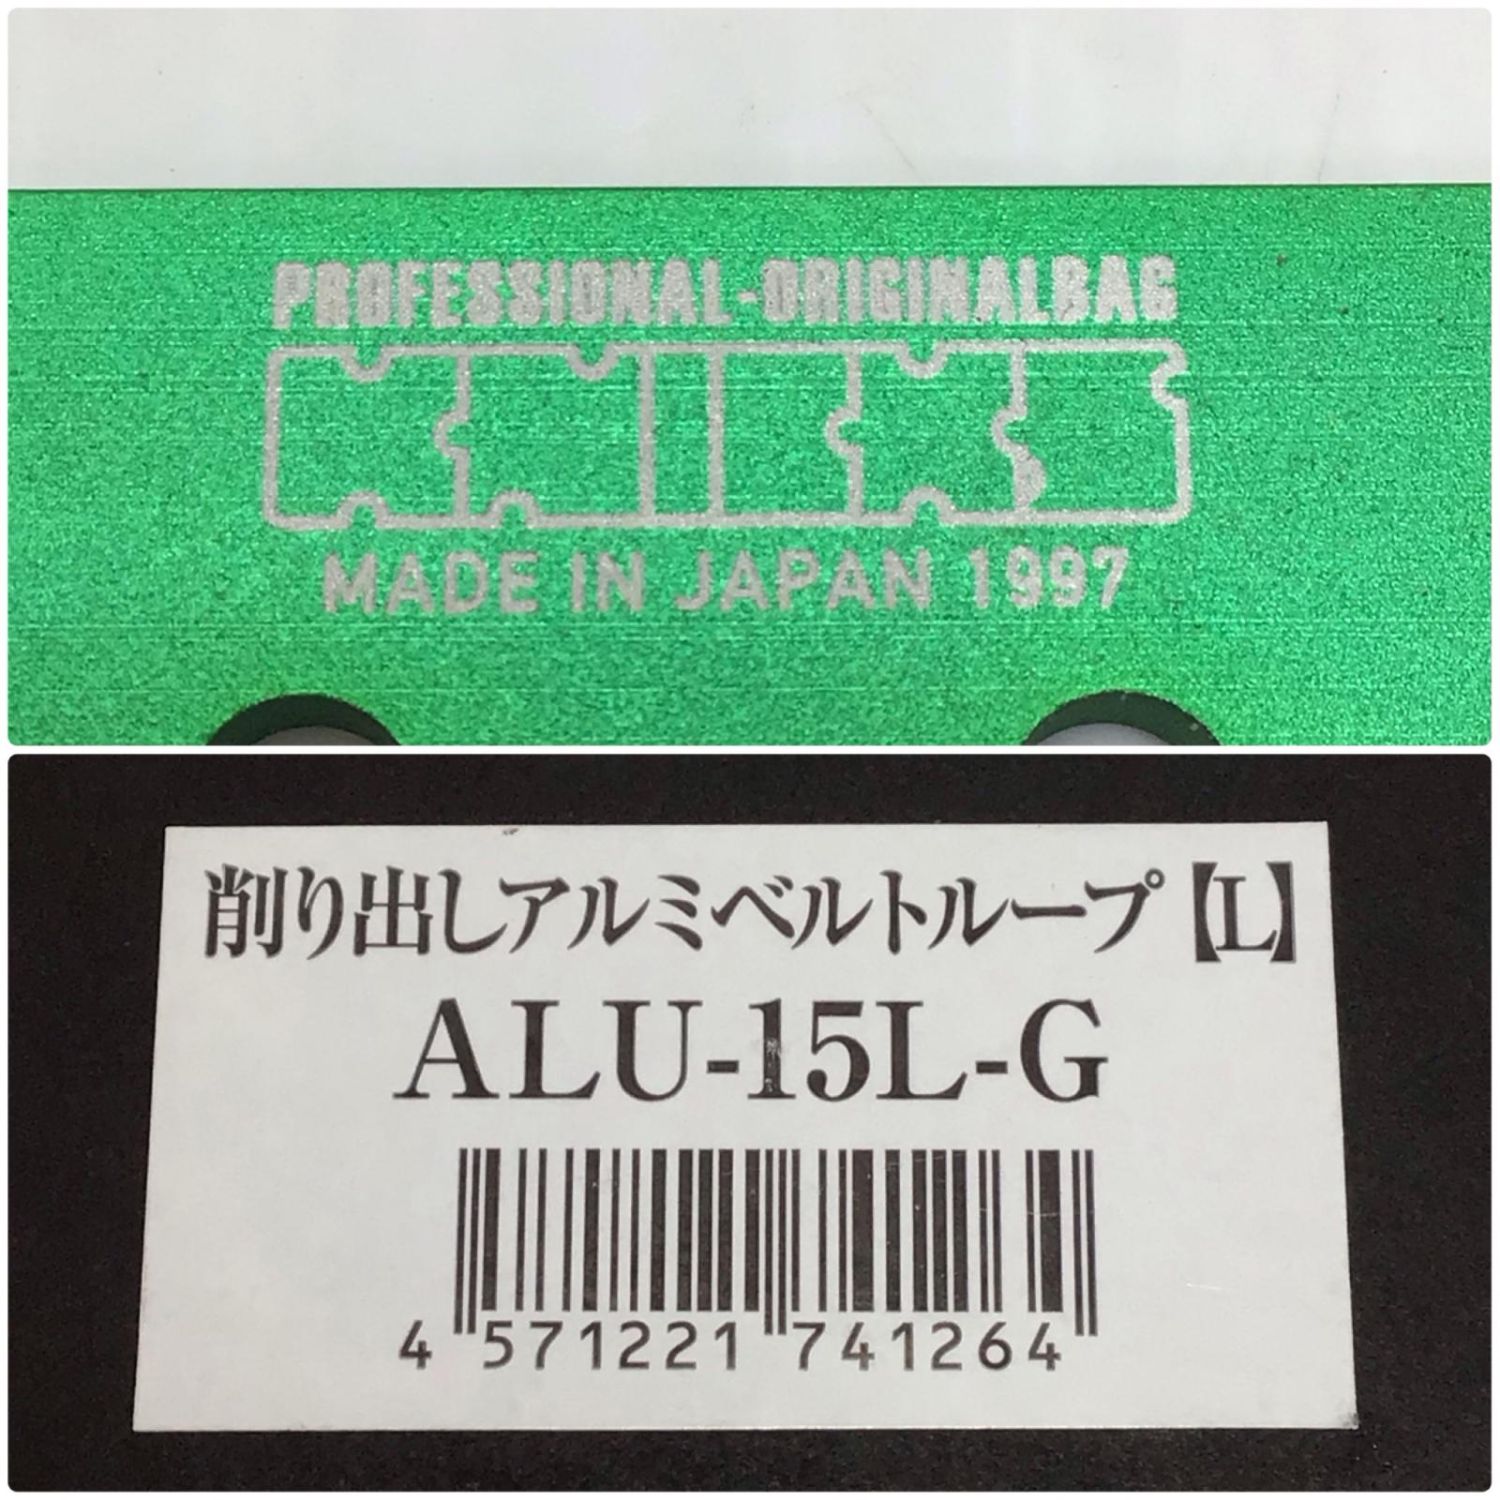 PROFESSIONAL-ORIGINALBAG
MADE IN JAPAN 1997
削り出しアルミベルトループ【L】
ALU-15L-G
4 571221 741264